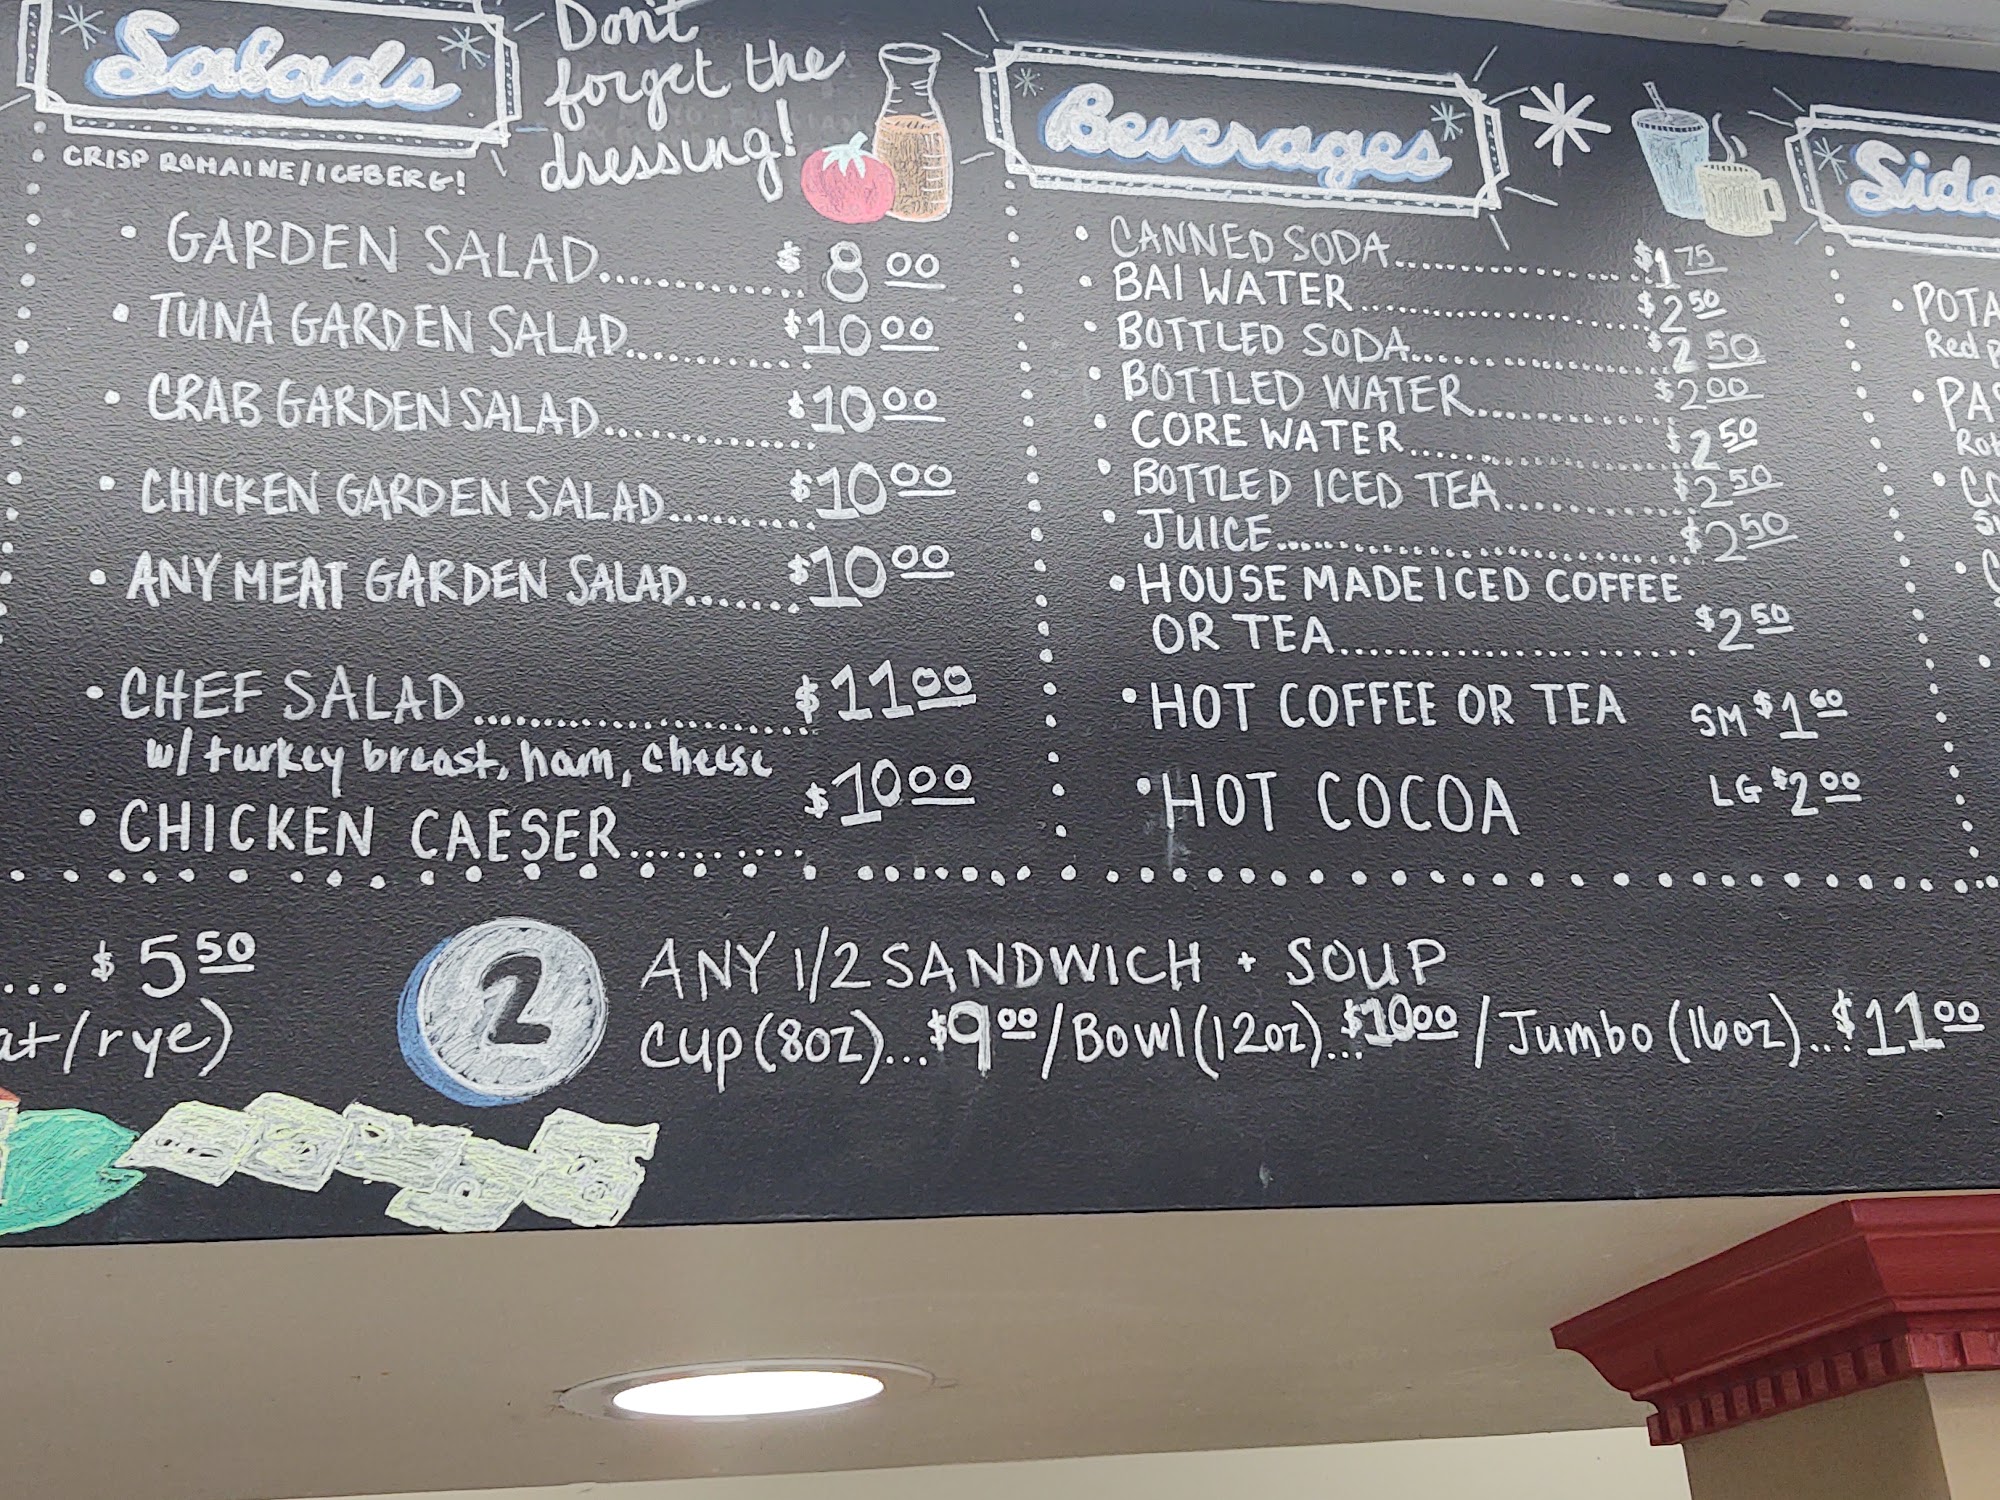 Salads
CRISP ROMAINE/ICEBERG!
Don't
forget the
dressing!
• GARDEN SALAD........ $8.00
• TUNA GARDEN SALAD........ $10.00
• CRAB GARDEN SALAD........ $10.00
• CHICKEN GARDEN SALAD........ $10.00
• ANY MEAT GARDEN SALAD........ $10.00
• CHEF SALAD........ $11.00
w/ turkey breast, ham, cheese
• CHICKEN CAESER........ $10.00
Beverages
• CANNED SODA........ $1.75
• BAI WATER........ $2.50
• BOTTLED SODA........ $2.50
• BOTTLED WATER........ $2.00
CORE WATER........ $2.50
• BOTTLED ICED TEA........ $2.50
• JUICE........ $2.50
• HOUSE MADE ICED COFFEE
OR TEA........ $2.50
• HOT COFFEE OR TEA SM $1.60
• HOT COCOA LG $2.00
Side
• POTA
Red p
• PAS
Rot
... $5.50
at/rye)
2
ANY 1/2 SANDWICH + SOUP
Cup (8oz)...$9.00/Bowl (12oz)...$10.00/Jumbo (16oz)...$11.00